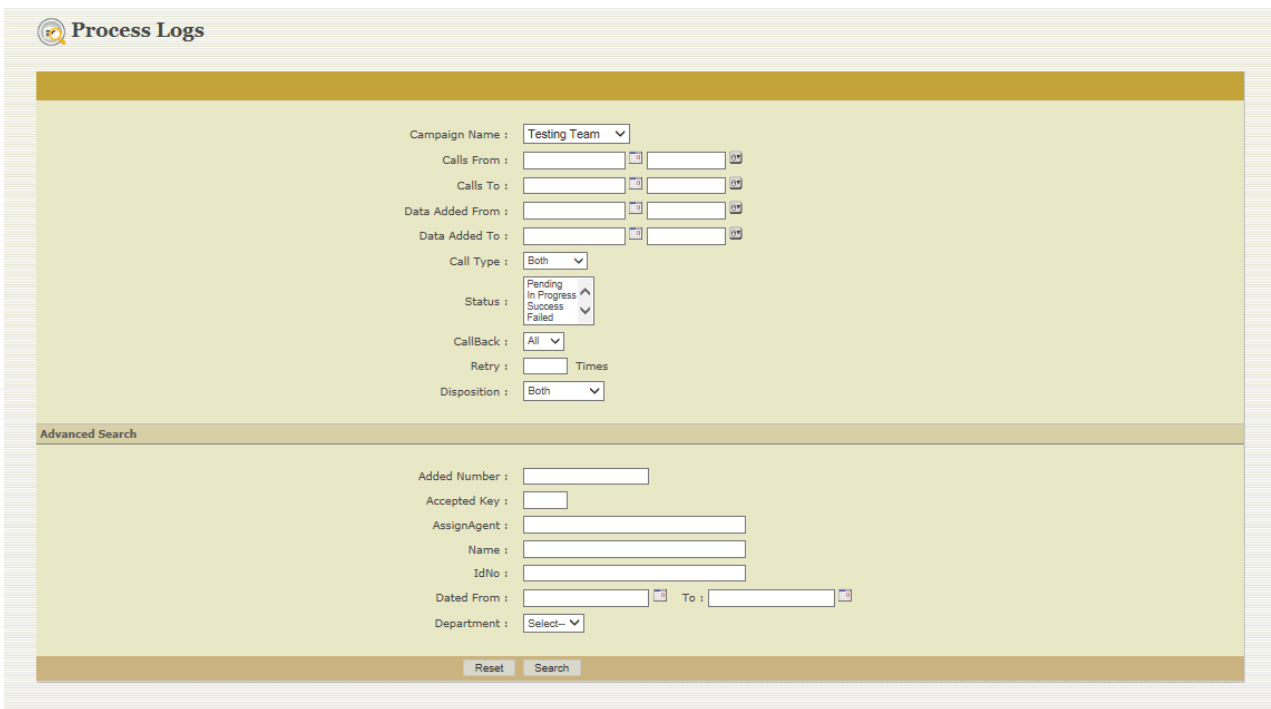 Process Logs
Campaign Name : Testing Team
Calls From :
Calls To :
Data Added From :
Data Added To :
Call Type : Both
Status : Pending
In Progress
Success
Failed
CallBack : All
Retry : Times
Disposition : Both
Advanced Search
Added Number :
Accepted Key :
AssignAgent :
Name :
IdNo :
Dated From : To :
Department : Select--
Reset Search